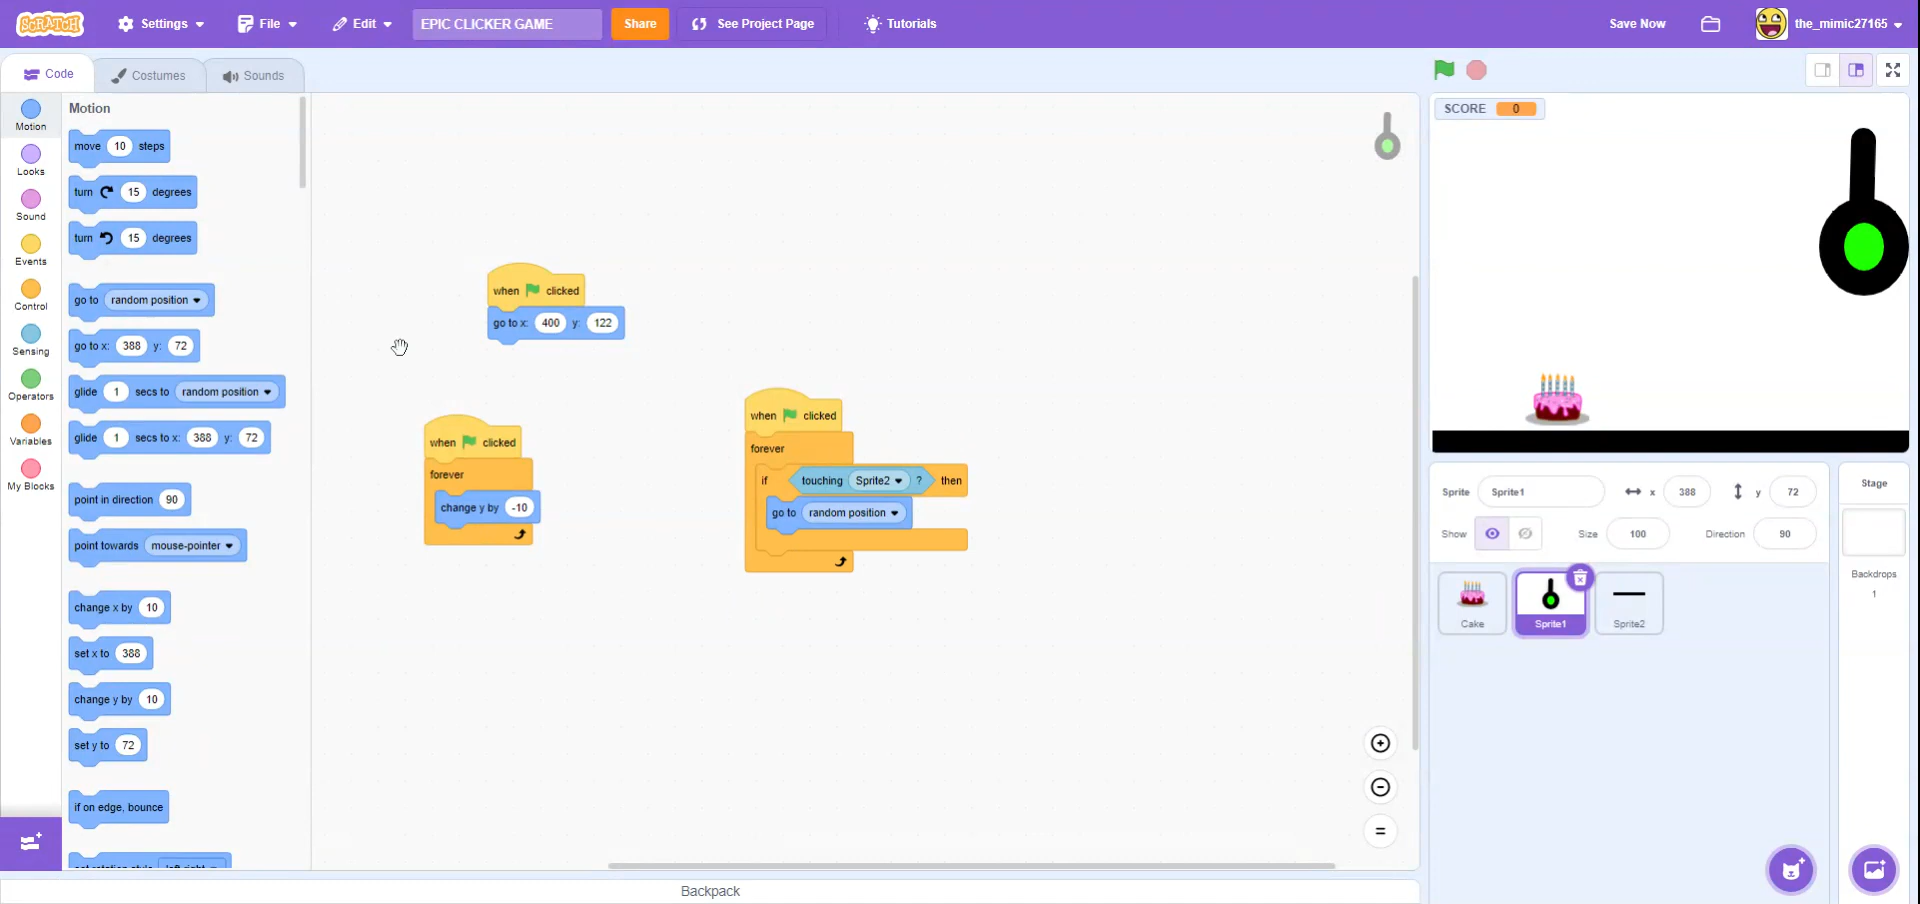 SCRATCH
Settings
File
Edit
EPIC CLICKER GAME
Share
See Project Page
Tutorials
Save Now
the_mimic27165
Code
Costumes
Sounds
Motion
Looks
Sound
Events
Control
Sensing
Operators
Variables
My Blocks
Motion
move 10 steps
turn 15 degrees
turn 15 degrees
go to random position
go to x: 388 y: 72
glide 1 secs to random position
glide 1 secs to x: 388 y: 72
point in direction 90
point towards mouse-pointer
change x by 10
set x to 388
change y by 10
set y to 72
if on edge, bounce
when clicked
go to x: 400 y: 122
when clicked
forever
change y by -10
when clicked
forever
if touching Sprite2 ? then
go to random position
Backpack
SCORE 0
Sprite Sprite1 x 388 y 72
Show Size 100 Direction 90
Cake
Sprite1
Sprite2
Stage
Backdrops
1